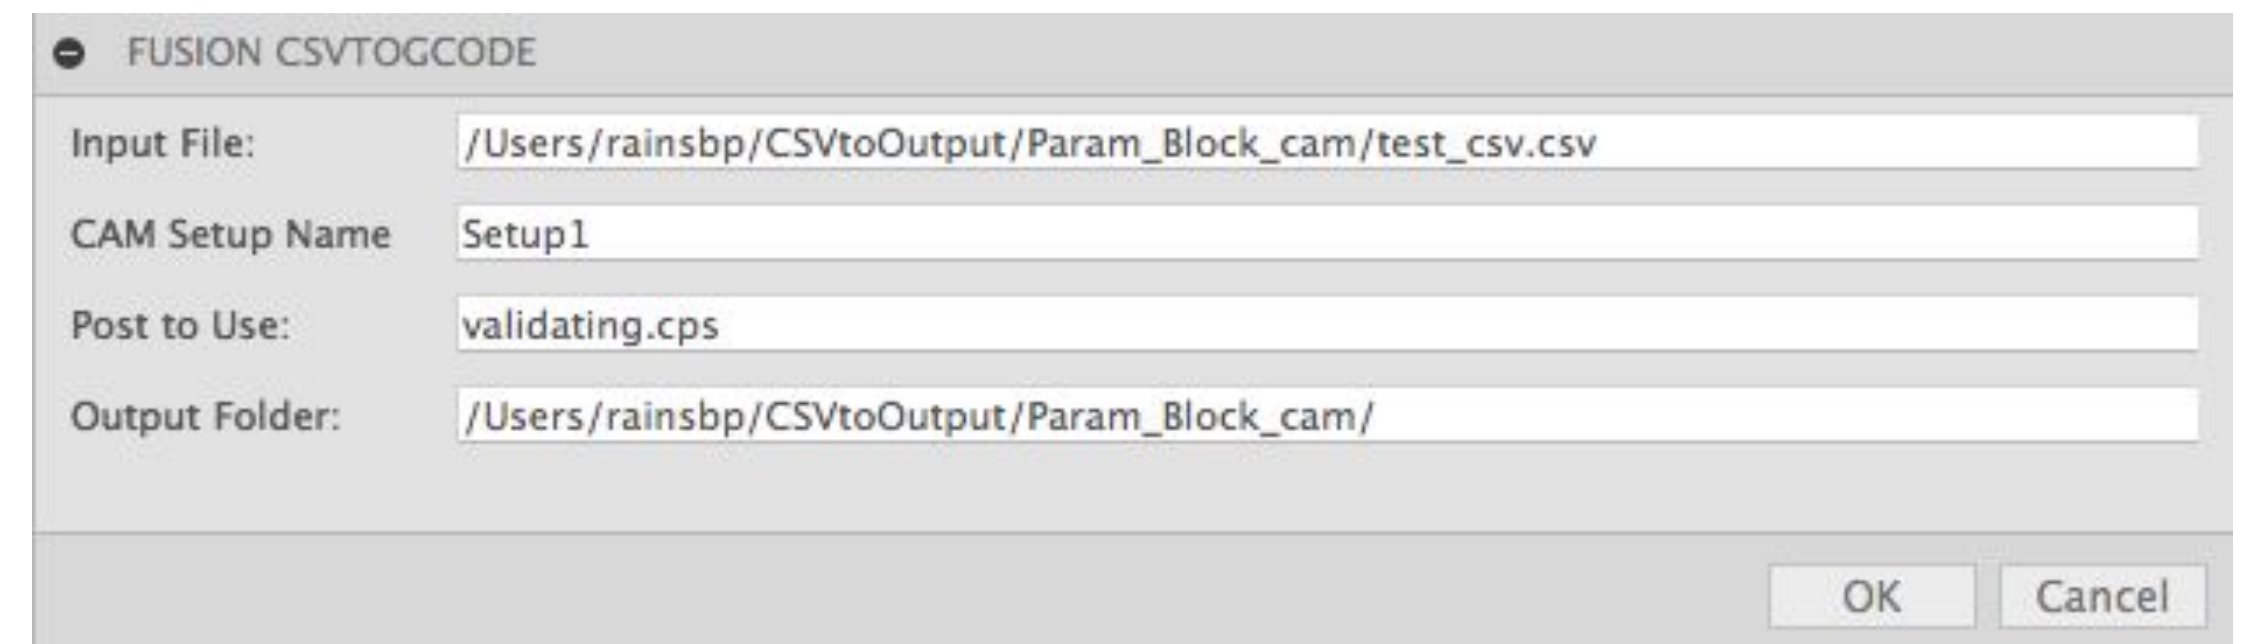 FUSION CSVTOGCODE
Input File: /Users/rainsbp/CSVtoOutput/Param_Block_cam/test_csv.csv
CAM Setup Name Setup1
Post to Use: validating.cps
Output Folder: /Users/rainsbp/CSVtoOutput/Param_Block_cam/
OK Cancel